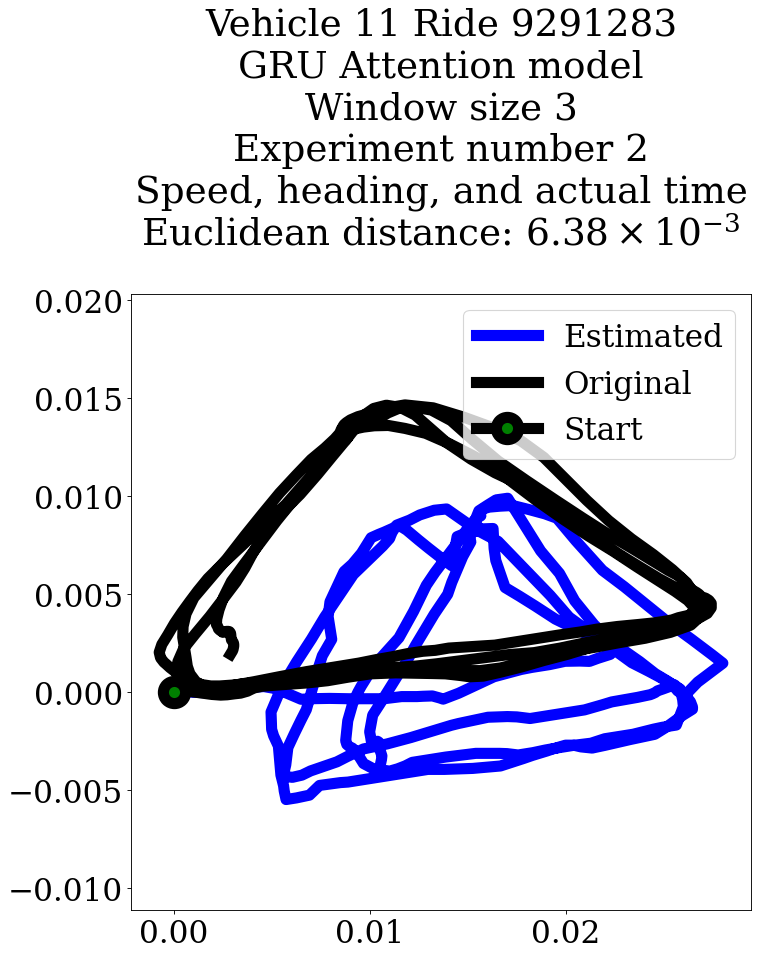 Vehicle 11 Ride 9291283
GRU Attention model
Window size 3
Experiment number 2
Speed, heading, and actual time
Euclidean distance: 6.38 × 10⁻³
0.020
Estimated
0.015
Original
Start
0.010
0.005
0.000
−0.005
−0.010
0.00 0.01 0.02